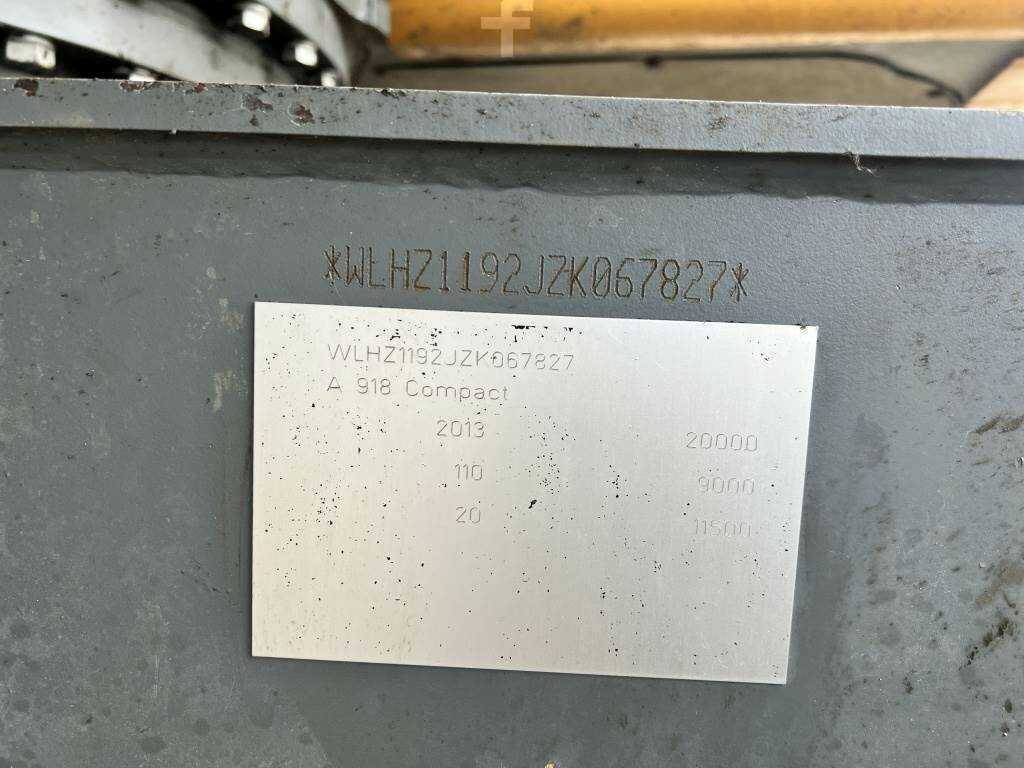 *WLHZ1192JZK067827*
WLHZ1192JZK067827
A 918 Compact
2013 20000
110 9000
20 11500